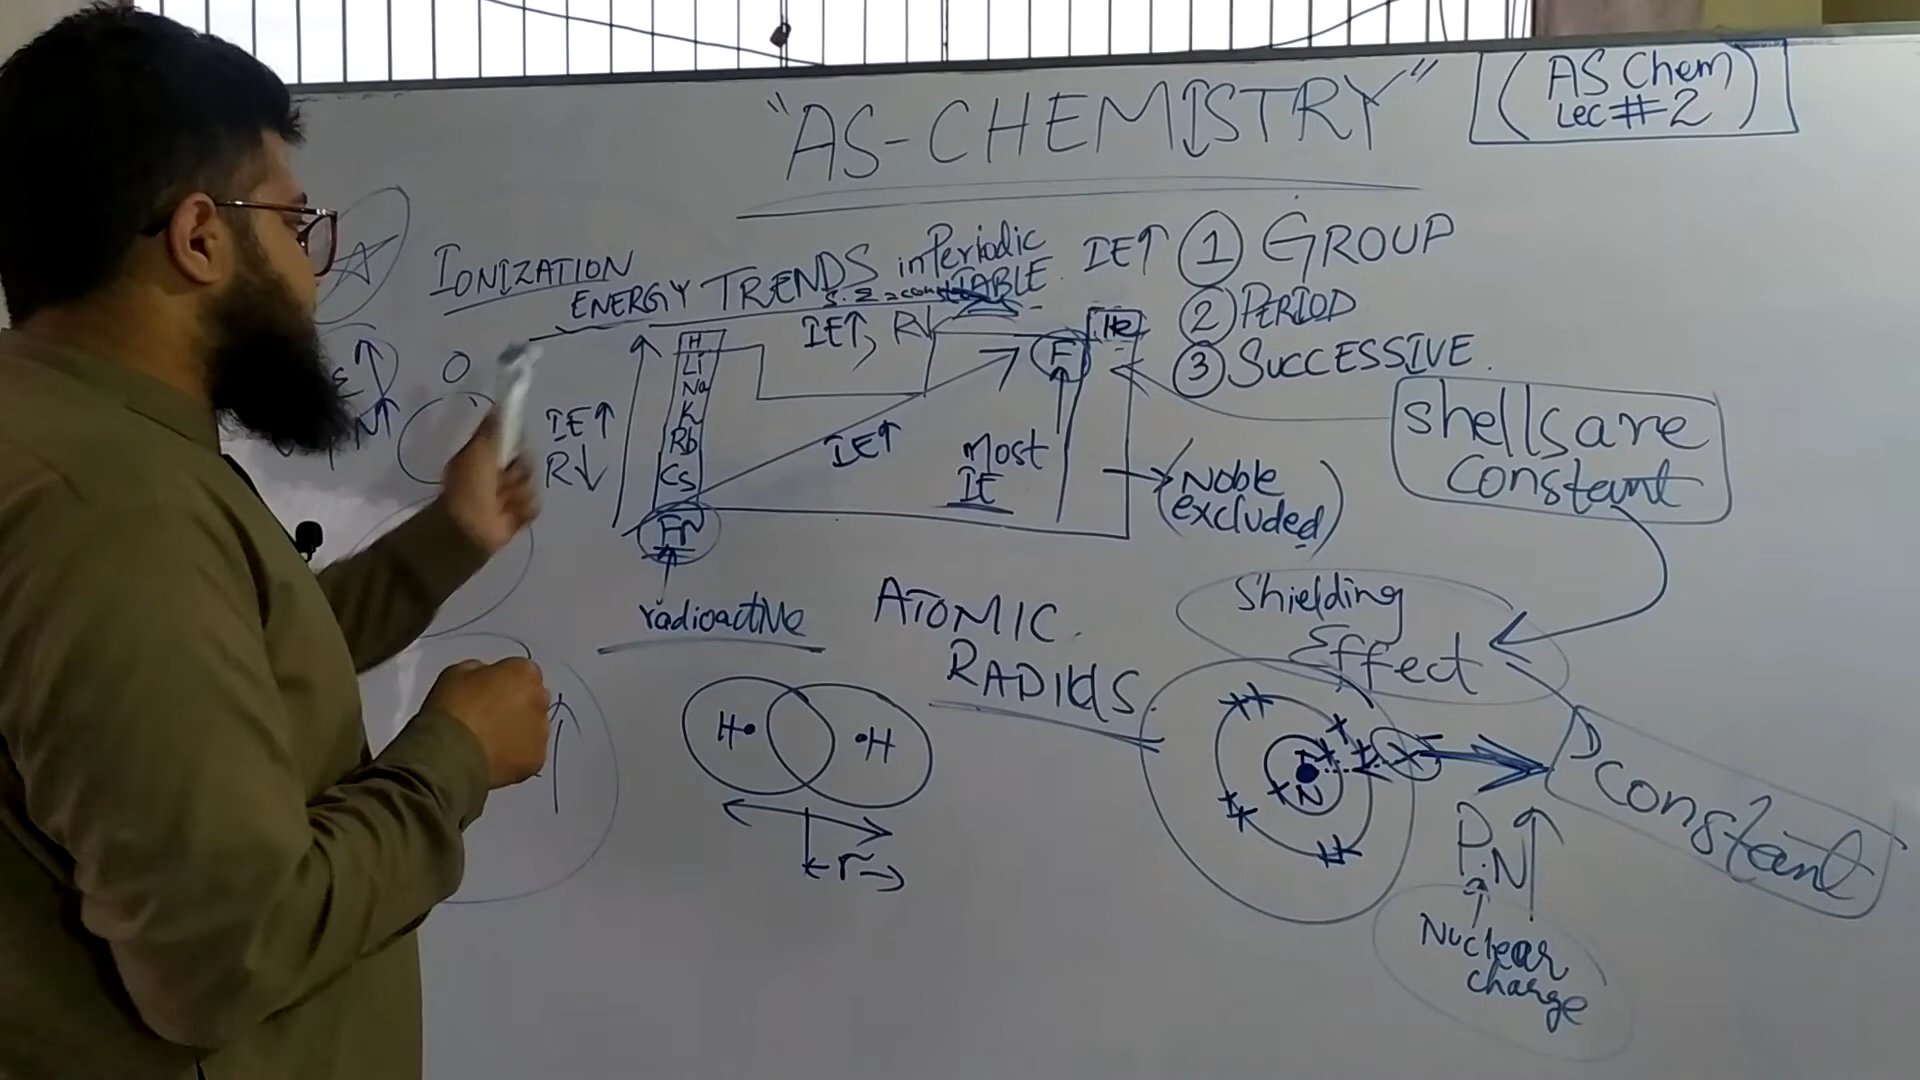 "AS-CHEMISTRY"
(AS Chem
Lec#2)
IONIZATION
ENERGY TRENDS in Periodic
TABLE
IE↑
① GROUP
② PERIOD
③ SUCCESSIVE.
IE↑, R↓
H
Li
Na
K
Rb
Cs
Fr
IE↑
R↓
IE↑
F
He
Most
IE
(Noble
excluded)
shells are
constant
radioactive
ATOMIC
RADIUS
Shielding
Effect
H• •H
r
N
constant
P.N↑
Nuclear
charge